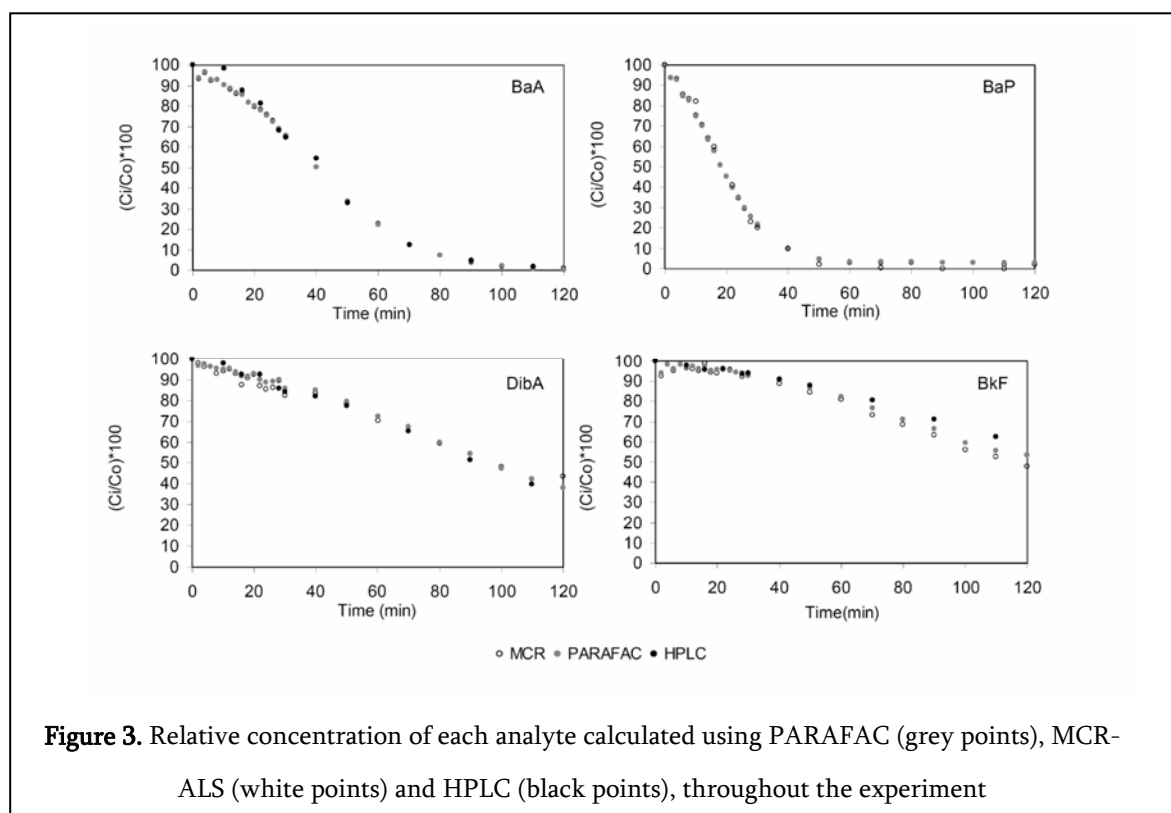 BaA
(Ci/Co)*100
100
90
80
70
60
50
40
30
20
10
0
0 20 40 60 80 100 120
Time (min)
BaP
(Ci/Co)*100
100
90
80
70
60
50
40
30
20
10
0
0 20 40 60 80 100 120
Time (min)
DibA
(Ci/Co)*100
100
90
80
70
60
50
40
30
20
10
0
0 20 40 60 80 100 120
Time (min)
BkF
(Ci/Co)*100
100
90
80
70
60
50
40
30
20
10
0
0 20 40 60 80 100 120
Time(min)
MCR PARAFAC HPLC
Figure 3. Relative concentration of each analyte calculated using PARAFAC (grey points), MCR-
ALS (white points) and HPLC (black points), throughout the experiment